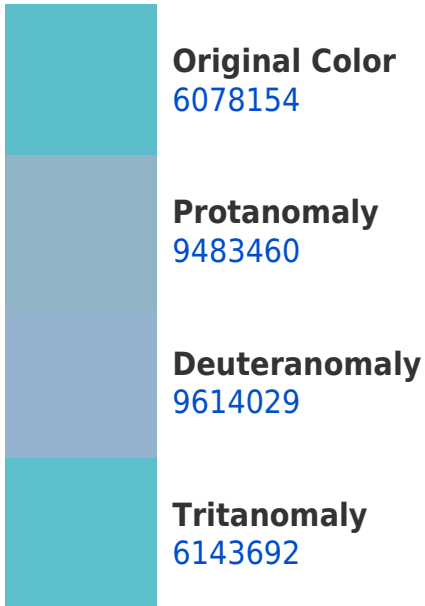 Original Color
6078154
Protanomaly
9483460
Deuteranomaly
9614029
Tritanomaly
6143692